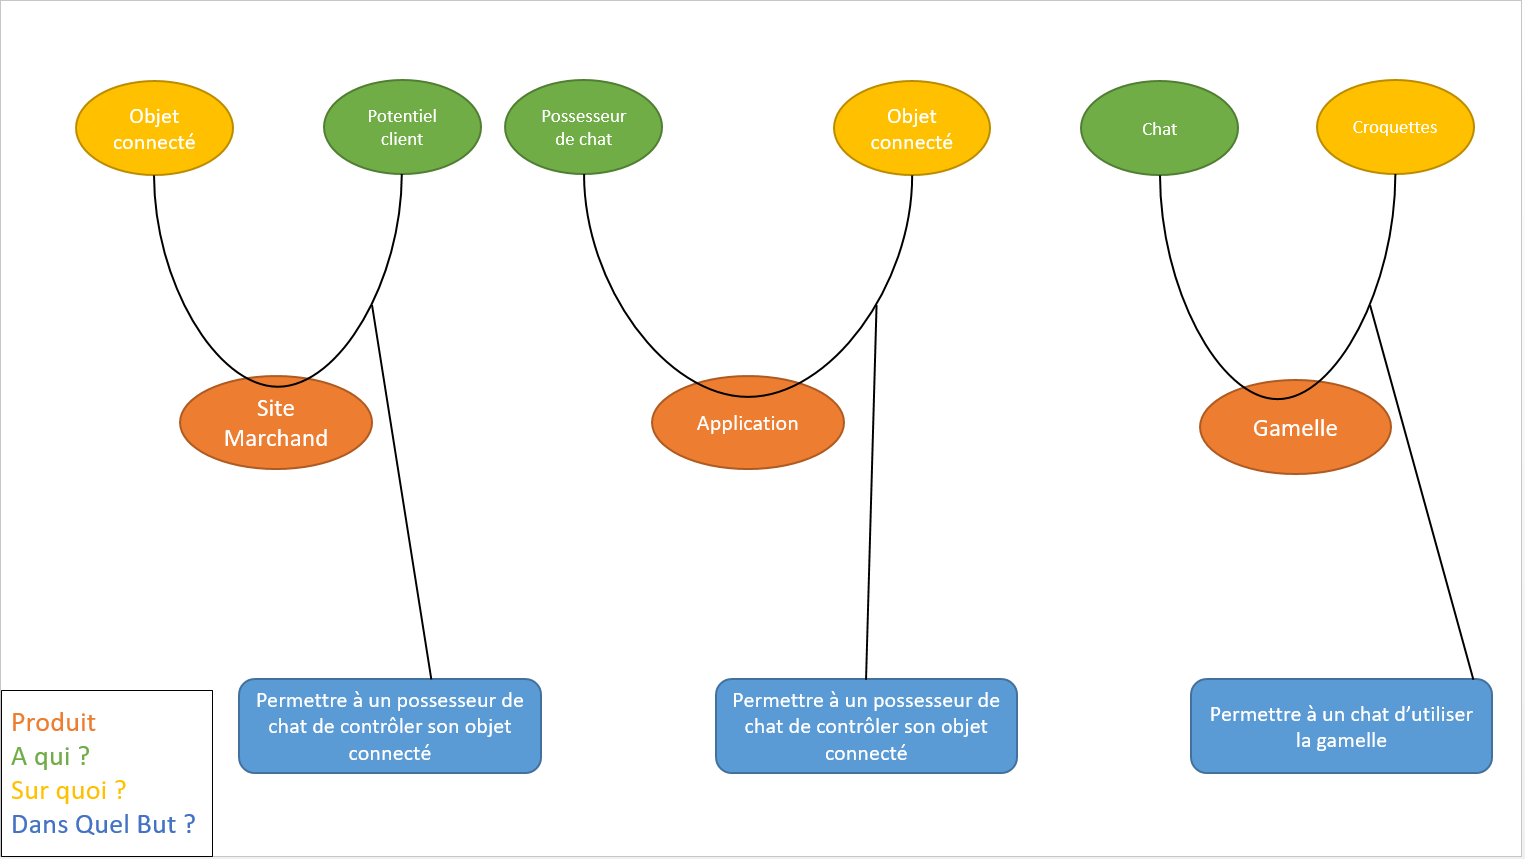 Objet
connecté
Potentiel
client
Possesseur
de chat
Objet
connecté
Chat
Croquettes
Site
Marchand
Application
Gamelle
Permettre à un possesseur de
chat de contrôler son objet
connecté
Permettre à un possesseur de
chat de contrôler son objet
connecté
Permettre à un chat d’utiliser
la gamelle
Produit
A qui ?
Sur quoi ?
Dans Quel But ?